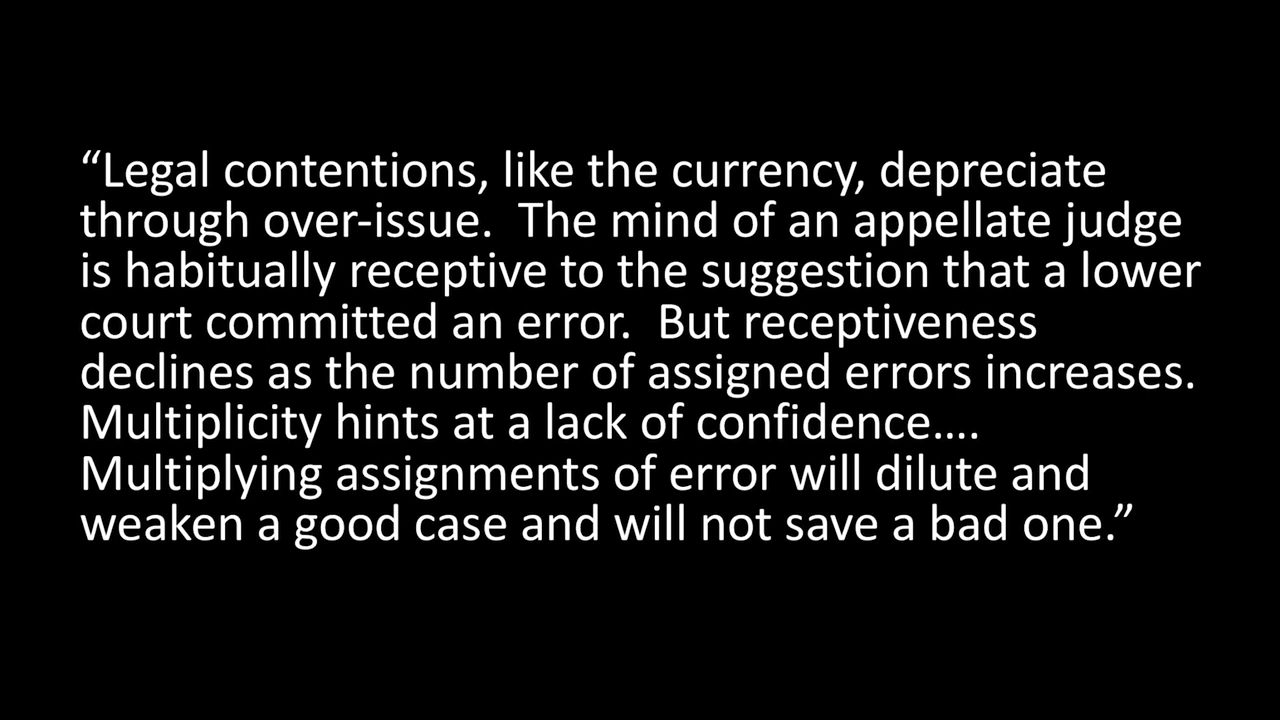 “Legal contentions, like the currency, depreciate
through over-issue.  The mind of an appellate judge
is habitually receptive to the suggestion that a lower
court committed an error.  But receptiveness
declines as the number of assigned errors increases.
Multiplicity hints at a lack of confidence….
Multiplying assignments of error will dilute and
weaken a good case and will not save a bad one.”